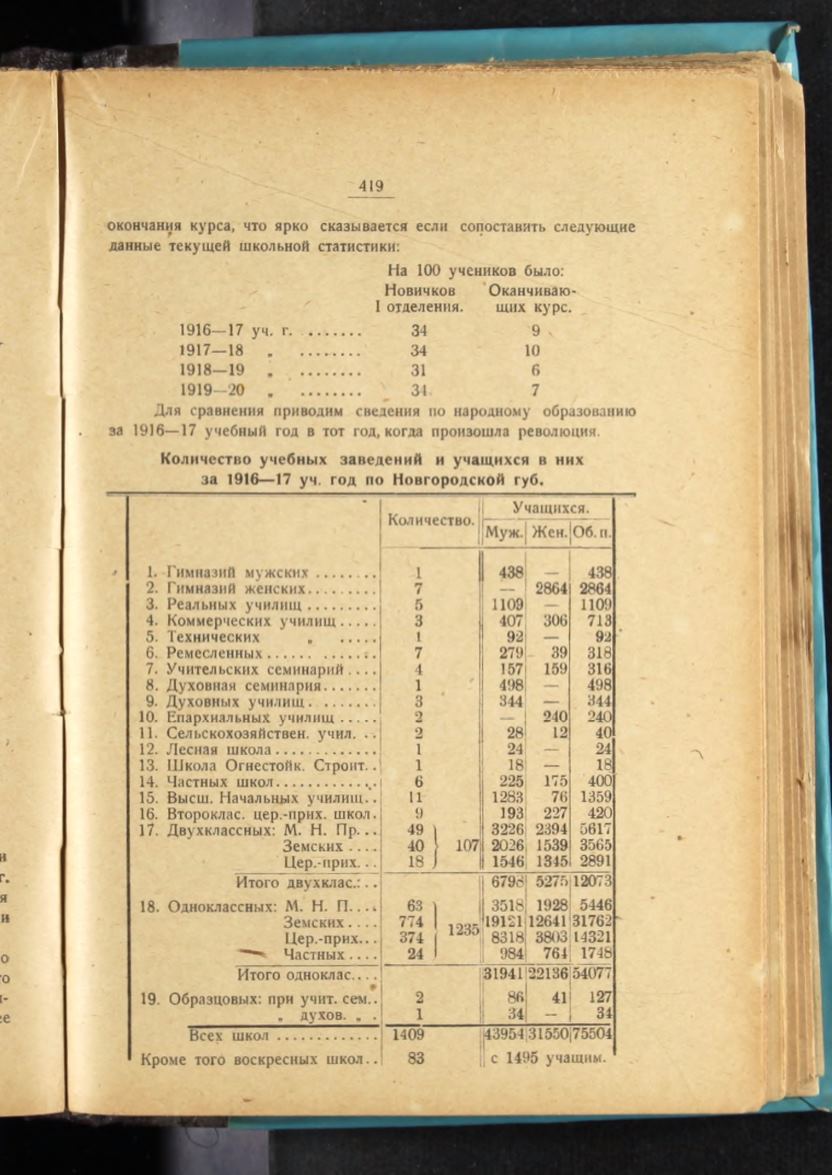 419
окончания курса, что ярко сказывается если сопоставить следующие
данные текущей школьной статистики:
На 100 учеников было:
Новичков Оканчиваю-
I отделения. щих курс.
1916—17 уч. г. ....... 34 9
1917—18 „ ........ 34 10
1918—19 „ ........ 31 6
1919—20 „ ........ 31 7
Для сравнения приводим сведения по народному образованию
за 1916—17 учебный год в тот год, когда произошла революция.
Количество учебных заведений и учащихся в них
за 1916—17 уч. год по Новгородской губ.
Учащихся.
Количество.
Муж. Жен. Об. п.
1. Гимназий мужских ........ 1 438 — 438
2. Гимназий женских......... 7 — 2864 2864
3. Реальных училищ ......... 5 1109 — 1109
4. Коммерческих училищ ..... 3 407 306 713
5. Технических „ ..... 1 92 — 92
6. Ремесленных...... ....... 7 279 39 318
7. Учительских семинарий .... 4 157 159 316
8. Духовная семинария....... 1 498 — 498
9. Духовных училищ. ....... 3 344 — 344
10. Епархиальных училищ ..... 2 — 240 240
11. Сельскохозяйствен. учил. .. 2 28 12 40
12. Лесная школа ............. 1 24 — 24
13. Школа Огнестойк. Строит.. 1 18 — 18
14. Частных школ............. 6 225 175 400
15. Высш. Начальных училищ.. 11 1283 76 1359
16. Второклас. цер.-прих. школ. 9 193 227 420
17. Двухклассных: М. Н. Пр... 49 3226 2394 5617
Земских .... 40 107 2026 1539 3565
Цер.-прих. .. 18 1546 1345 2891
Итого двухклас.: .. 6798 5275 12073
18. Одноклассных: М. Н. П.... 63 3518 1928 5446
Земских .... 774 19121 12641 31762
1235
Цер.-прих... 374 8318 3803 14321
Частных .... 24 984 764 1748
Итого одноклас.... 31941 22136 54077
19. Образцовых: при учит. сем.. 2 86 41 127
„ духов. „ . 1 34 — 34
Всех школ ............. 1409 43954 31550 75504
Кроме того воскресных школ.. 83 с 1495 учащим.